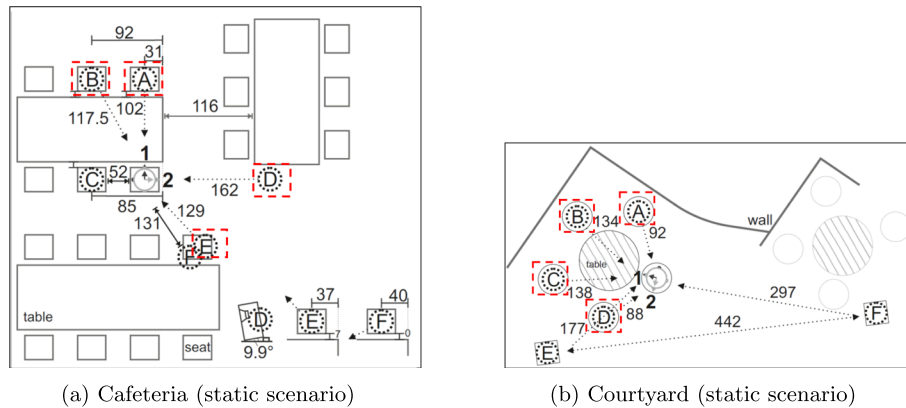 92
31
B A
102
117.5
116
1
52
C 2 D
162
85
129
131
E
F
37 40
D E F
table
7 0
9.9°
seat
wall
A
B
134 92
table
1
C
138
2
297
D 88
177 442
F
E
(a) Cafeteria (static scenario)
(b) Courtyard (static scenario)